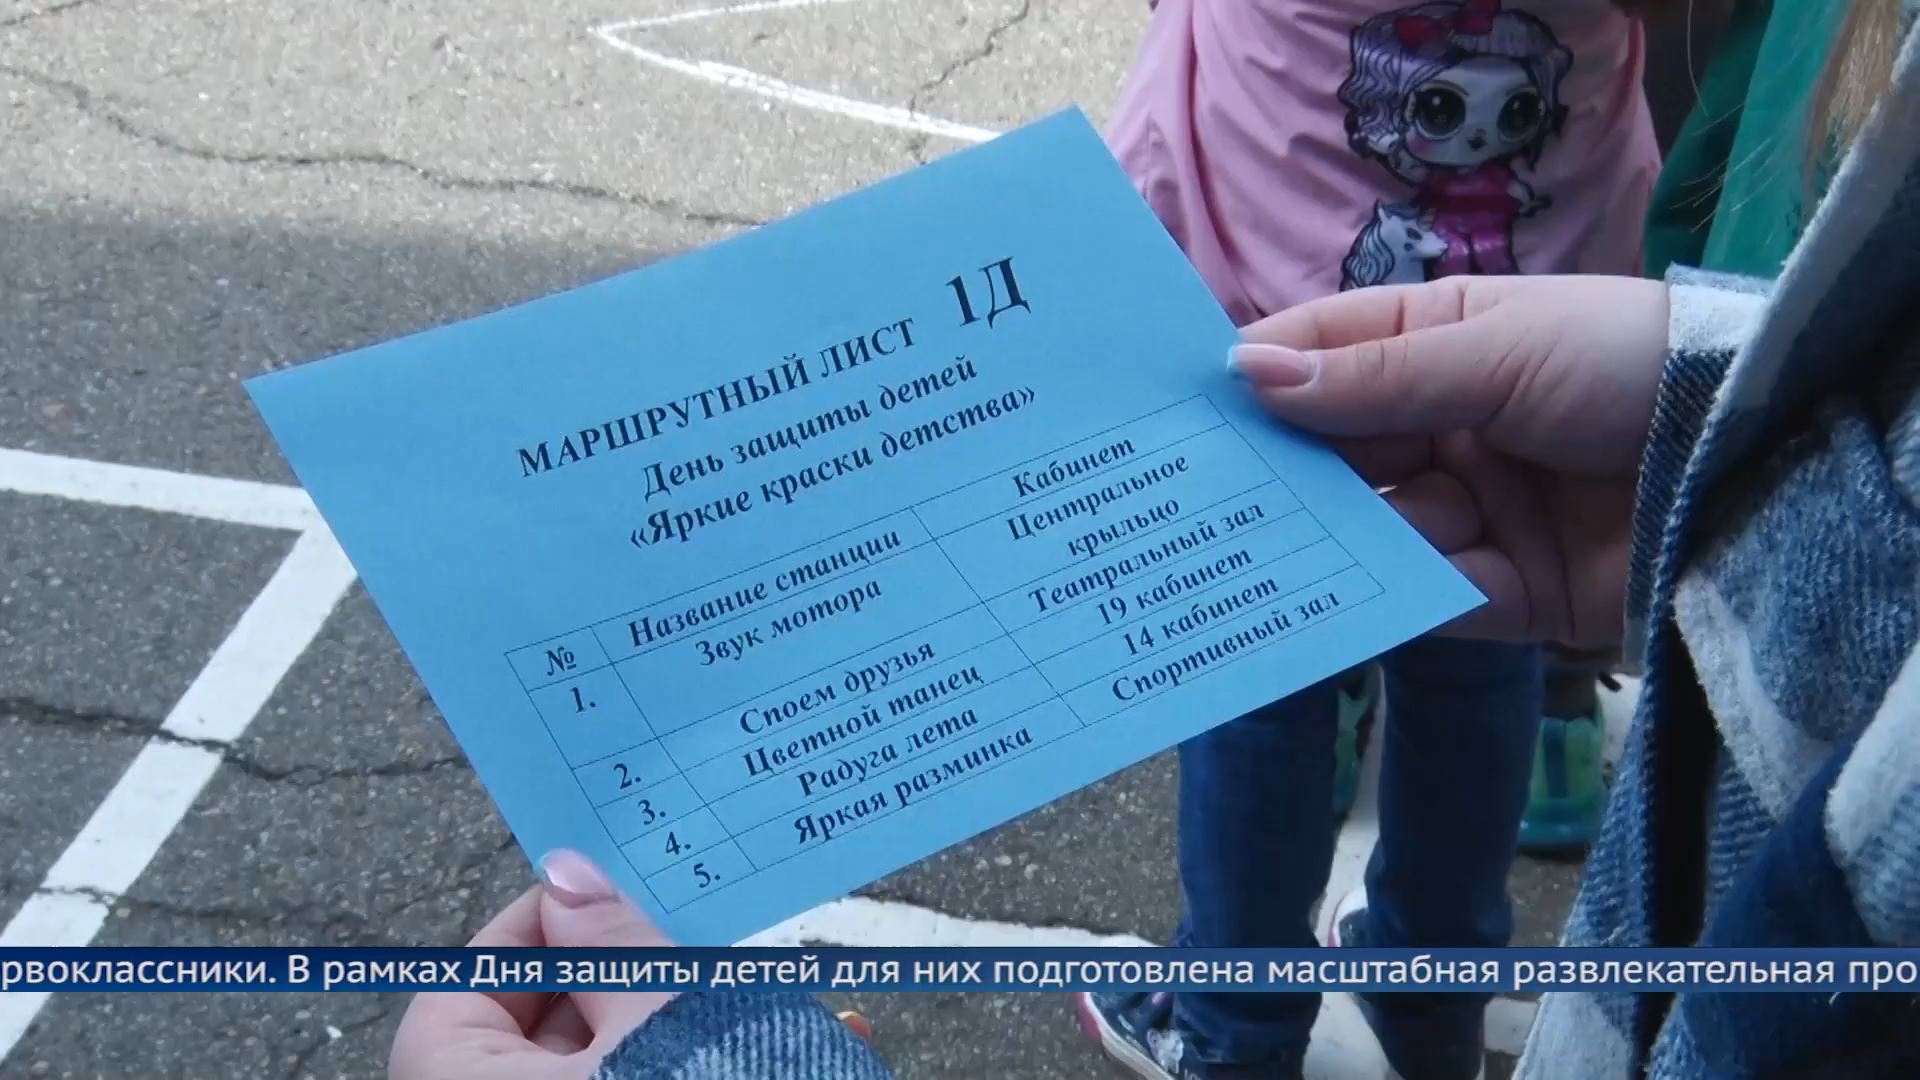 МАРШРУТНЫЙ ЛИСТ 1Д
День защиты детей
«Яркие краски детства»
№ Название станции Кабинет
1. Звук мотора Центральное
крыльцо
2. Споем друзья Театральный зал
3. Цветной танец 19 кабинет
4. Радуга лета 14 кабинет
5. Яркая разминка Спортивный зал
рвоклассники. В рамках Дня защиты детей для них подготовлена масштабная развлекательная про